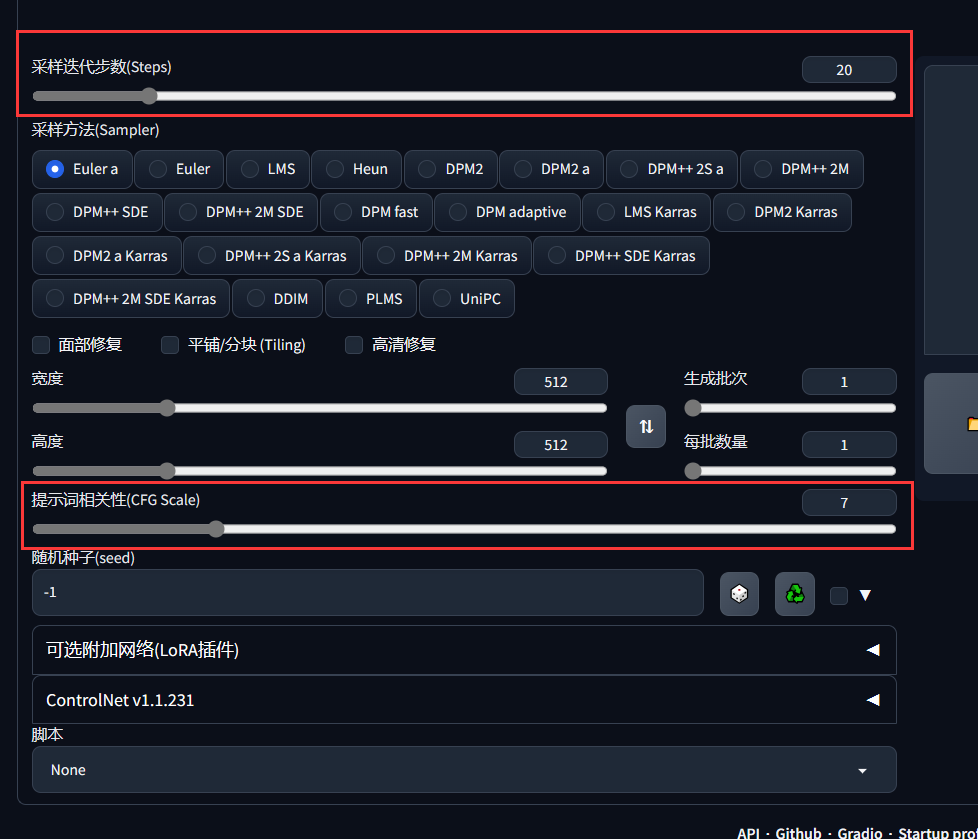 采样迭代步数(Steps)
20
采样方法(Sampler)
Euler a Euler LMS Heun DPM2 DPM2 a DPM++ 2S a DPM++ 2M
DPM++ SDE DPM++ 2M SDE DPM fast DPM adaptive LMS Karras DPM2 Karras
DPM2 a Karras DPM++ 2S a Karras DPM++ 2M Karras DPM++ SDE Karras
DPM++ 2M SDE Karras DDIM PLMS UniPC
面部修复 平铺/分块 (Tiling) 高清修复
宽度 512 生成批次 1
高度 512 每批数量 1
提示词相关性(CFG Scale) 7
随机种子(seed)
-1
可选附加网络(LoRA插件)
ControlNet v1.1.231
脚本
None
API · Github · Gradio · Startup